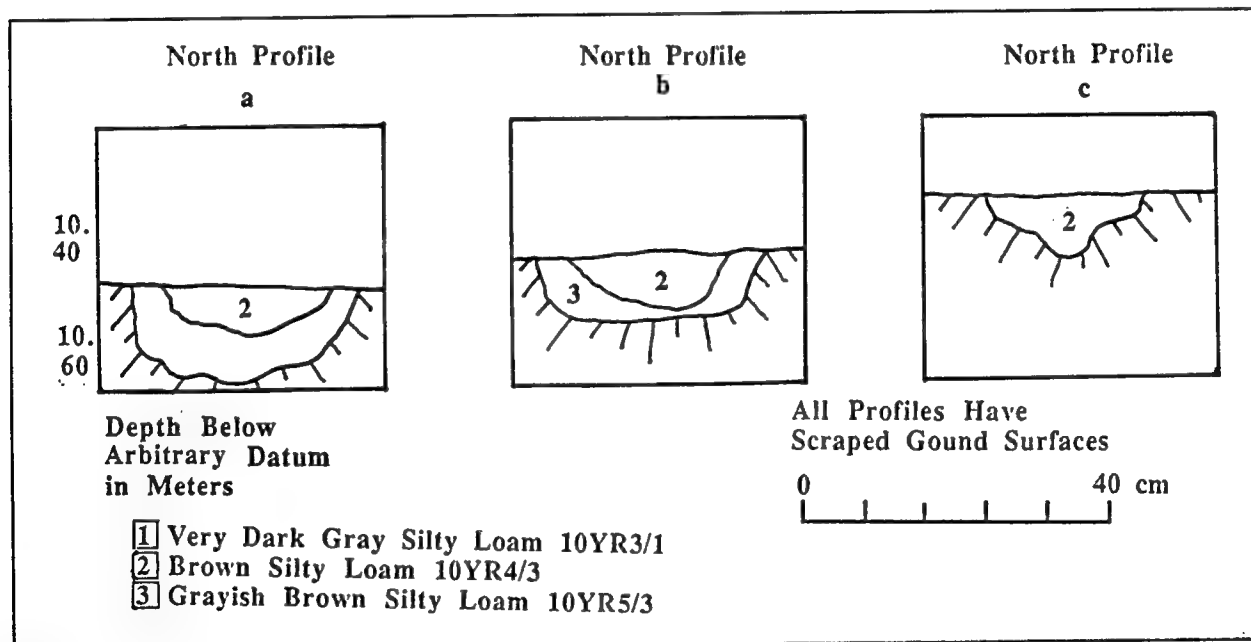 North Profile
a
North Profile
b
North Profile
c
10.
40
10.
60
2
3
2
2
Depth Below
Arbitrary Datum
in Meters
All Profiles Have
Scraped Gound Surfaces
0 40 cm
1 Very Dark Gray Silty Loam 10YR3/1
2 Brown Silty Loam 10YR4/3
3 Grayish Brown Silty Loam 10YR5/3